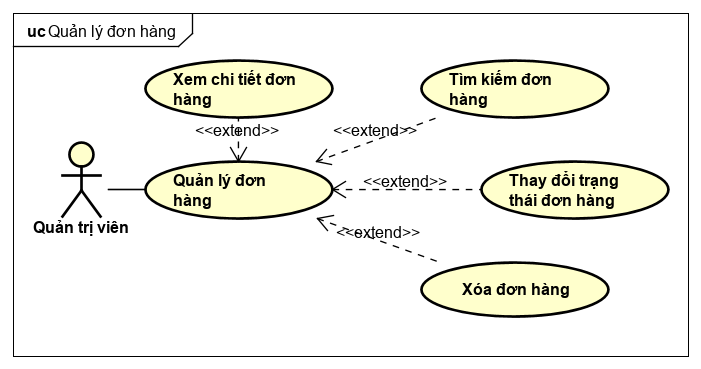 uc Quản lý đơn hàng
Xem chi tiết đơn
hàng
Tìm kiếm đơn
hàng
<<extend>>
<<extend>>
Quản lý đơn
hàng
<<extend>>
Thay đổi trạng
thái đơn hàng
Quản trị viên
<<extend>>
Xóa đơn hàng